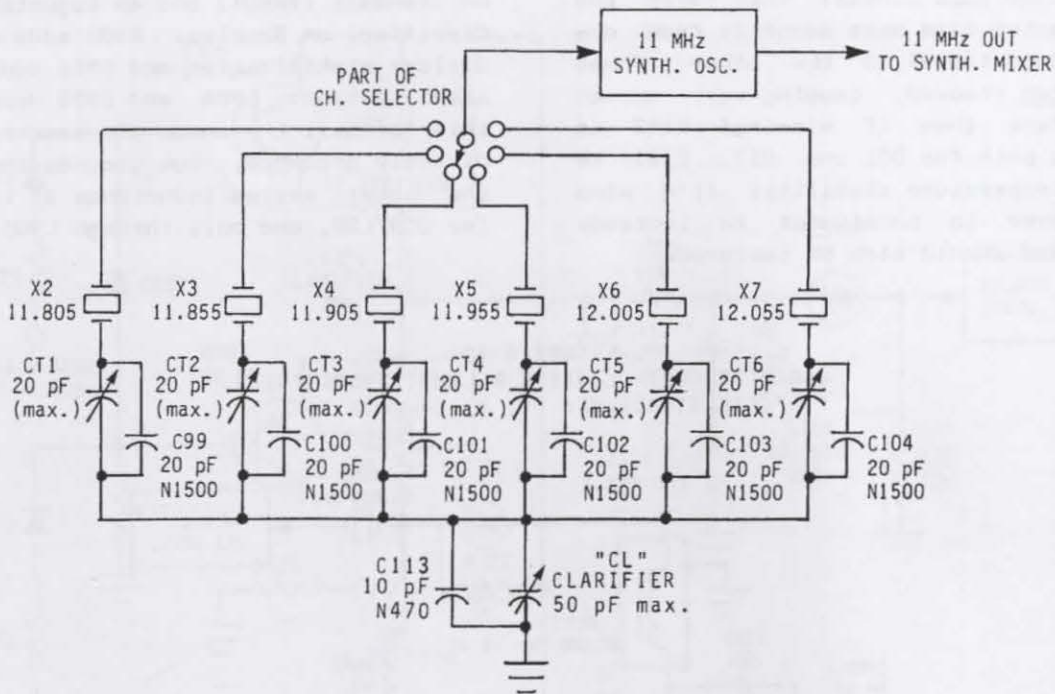 11 MHz
SYNTH. OSC.
11 MHz OUT
TO SYNTH. MIXER
PART OF
CH. SELECTOR
X2
11.805
X3
11.855
X4
11.905
X5
11.955
X6
12.005
X7
12.055
CT1
20 pF
(max.)
CT2
20 pF
(max.)
CT3
20 pF
(max.)
CT4
20 pF
(max.)
CT5
20 pF
(max.)
CT6
20 pF
(max.)
C99
20 pF
N1500
C100
20 pF
N1500
C101
20 pF
N1500
C102
20 pF
N1500
C103
20 pF
N1500
C104
20 pF
N1500
C113
10 pF
N470
"CL"
CLARIFIER
50 pF max.